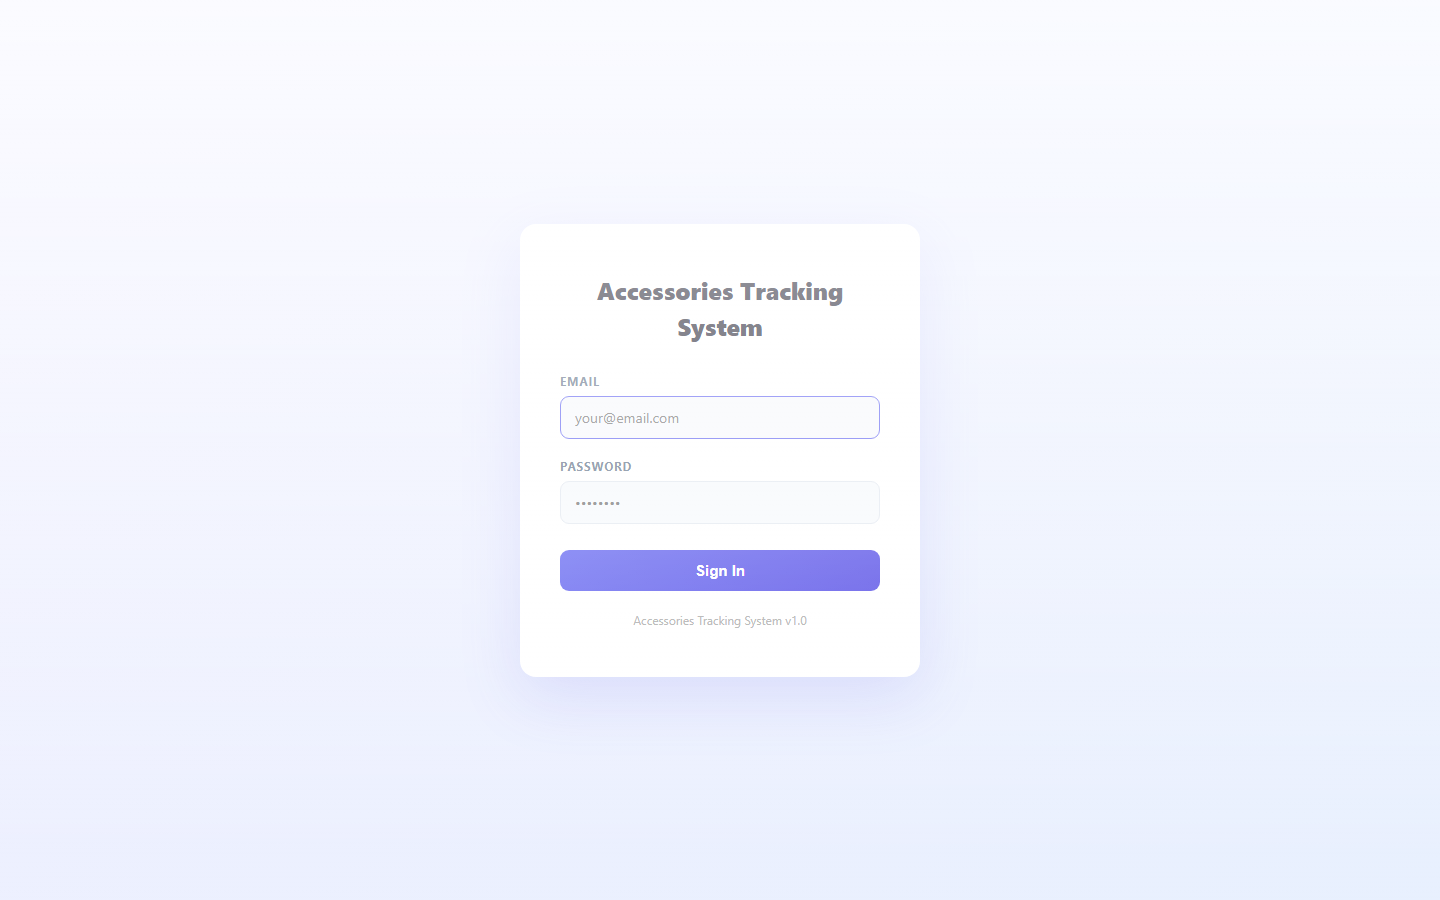 Accessories Tracking
System
EMAIL
your@email.com
PASSWORD
••••••••
Sign In
Accessories Tracking System v1.0